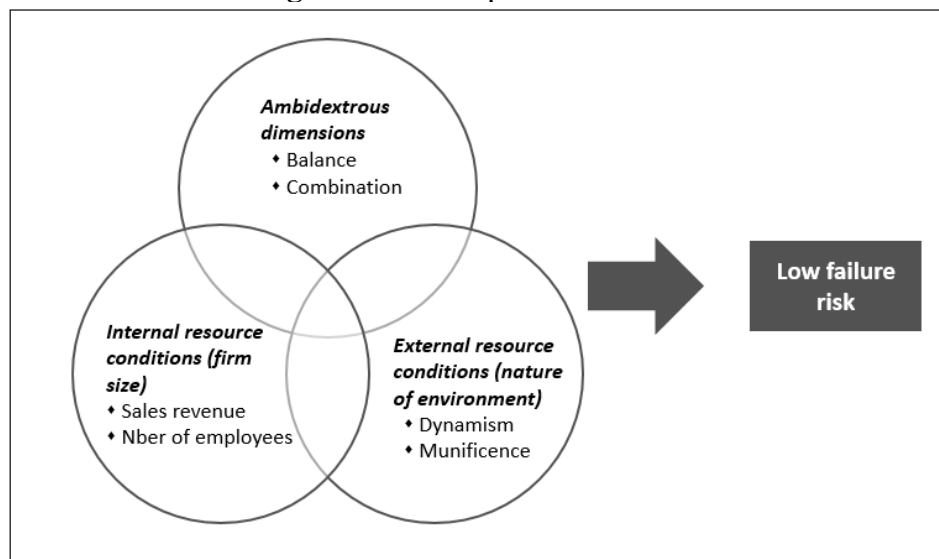 Ambidextrous
dimensions
♦ Balance
♦ Combination
Internal resource
conditions (firm
size)
♦ Sales revenue
♦ Nber of employees
External resource
conditions (nature
of environment)
♦ Dynamism
♦ Munificence
Low failure
risk